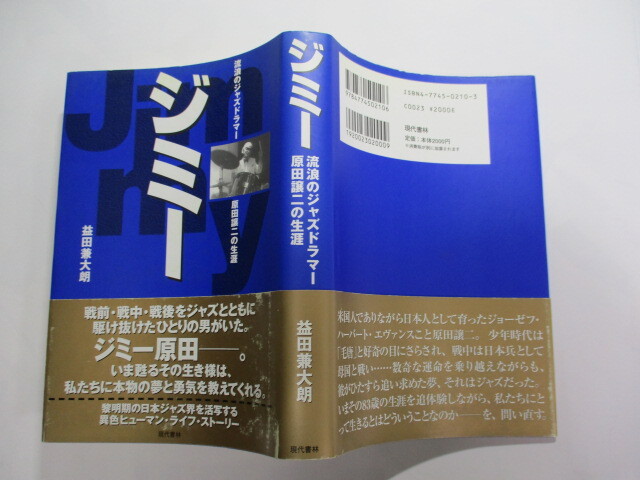 Jim
my
ジミー
流浪のジャズドラマー
原田譲二の生涯
益田兼大朗
戦前・戦中・戦後をジャズとともに
駆け抜けたひとりの男がいた。
ジミー原田――。
いま甦るその生き様は、
私たちに本物の夢と勇気を教えてくれる。
黎明期の日本ジャズ界を活写する
異色ヒューマン・ライフ・ストーリー
現代書林
ジミー
流浪のジャズドラマー
原田譲二の生涯
益田兼大朗
現代書林
9784774502106
1920023020009
ISBN4-7745-0210-3
C0023 ¥2000E
現代書林
定価:本体2000円
米国人でありながら日本人として育ったジョーゼフ・
ハーバート・エヴァンスこと原田譲二。少年時代は
「毛唐」と好奇の目にさらされ、戦中は日本兵として
母国と戦い……数奇な運命を乗り越えながらも、
彼がひたすら追い求めた夢、それはジャズだった。
いまその83歳の生涯を追体験しながら、私たちに
とって生きるとはどういうことなのか――を、問い直す。